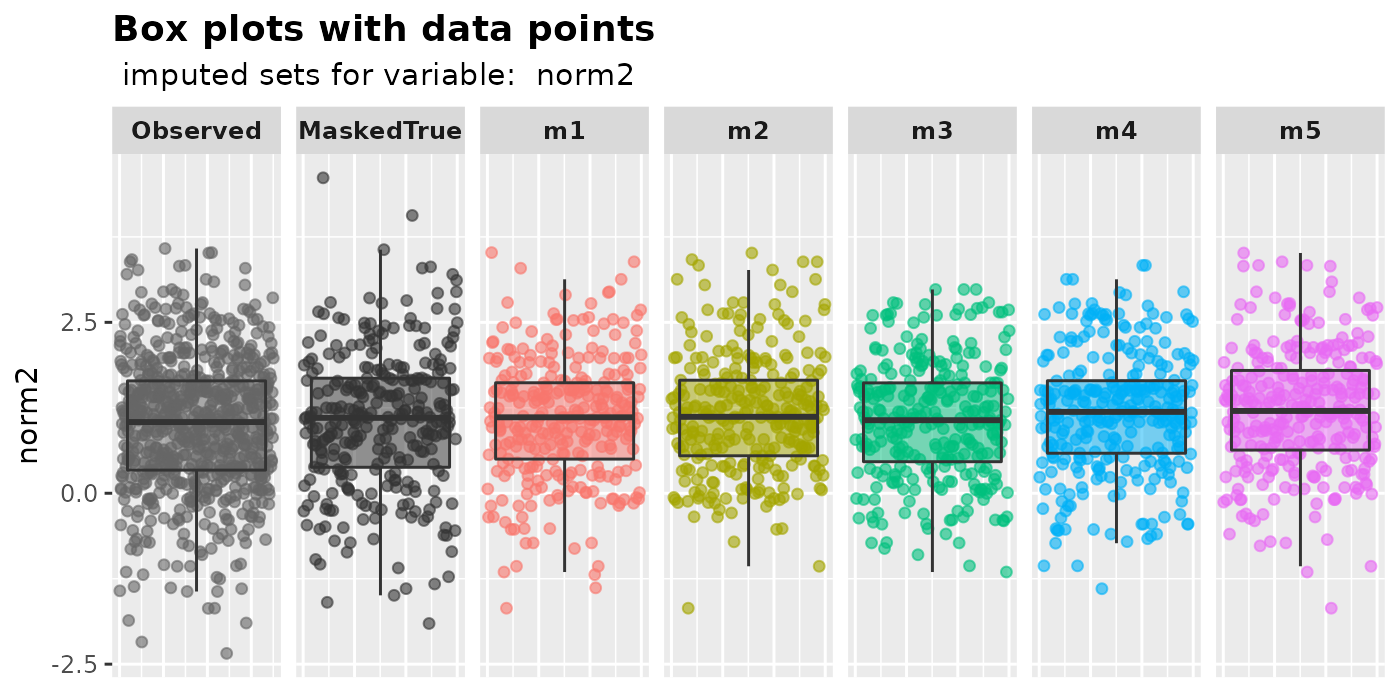 Box plots with data points
imputed sets for variable:  norm2
Observed MaskedTrue m1 m2 m3 m4 m5
norm2
2.5
0.0
-2.5